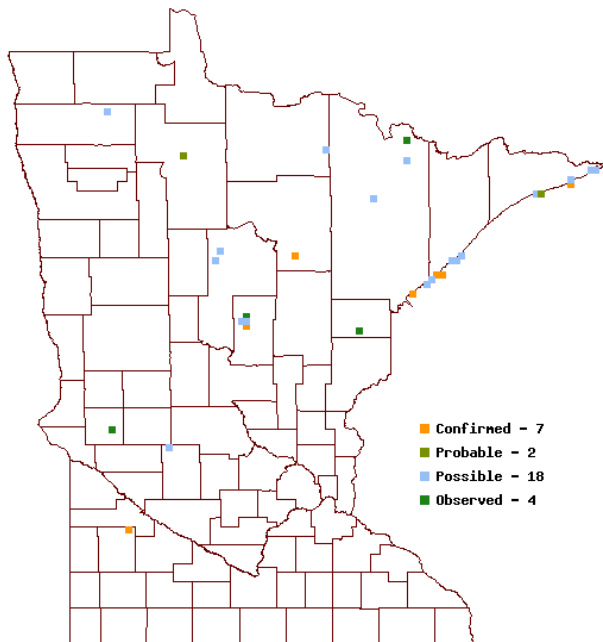 Confirmed - 7
Probable - 2
Possible - 18
Observed - 4